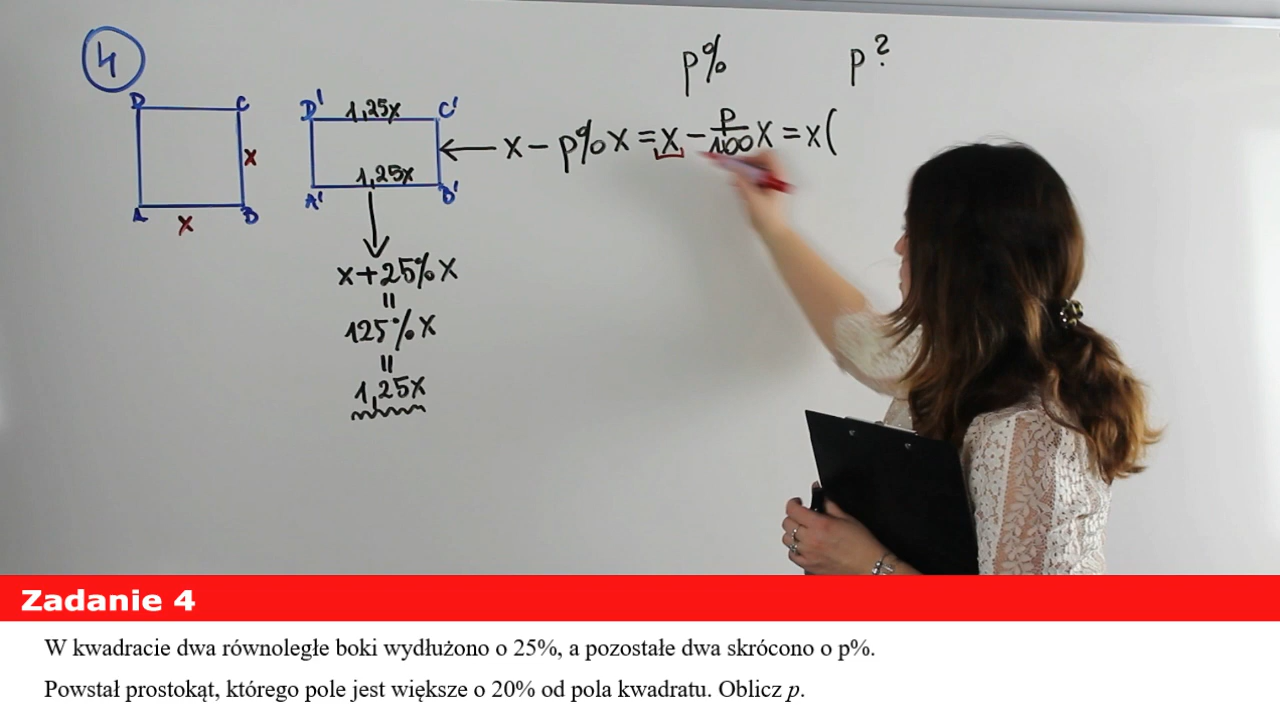 4
p%
p?
D C
D' 1,25x C'
x - p%x = x - p/100 x = x(
x
1,25x
A B
A' B'
x
x+25%x
=
125%x
=
1,25x
Zadanie 4
W kwadracie dwa równoległe boki wydłużono o 25%, a pozostałe dwa skrócono o p%.
Powstał prostokąt, którego pole jest większe o 20% od pola kwadratu. Oblicz p.